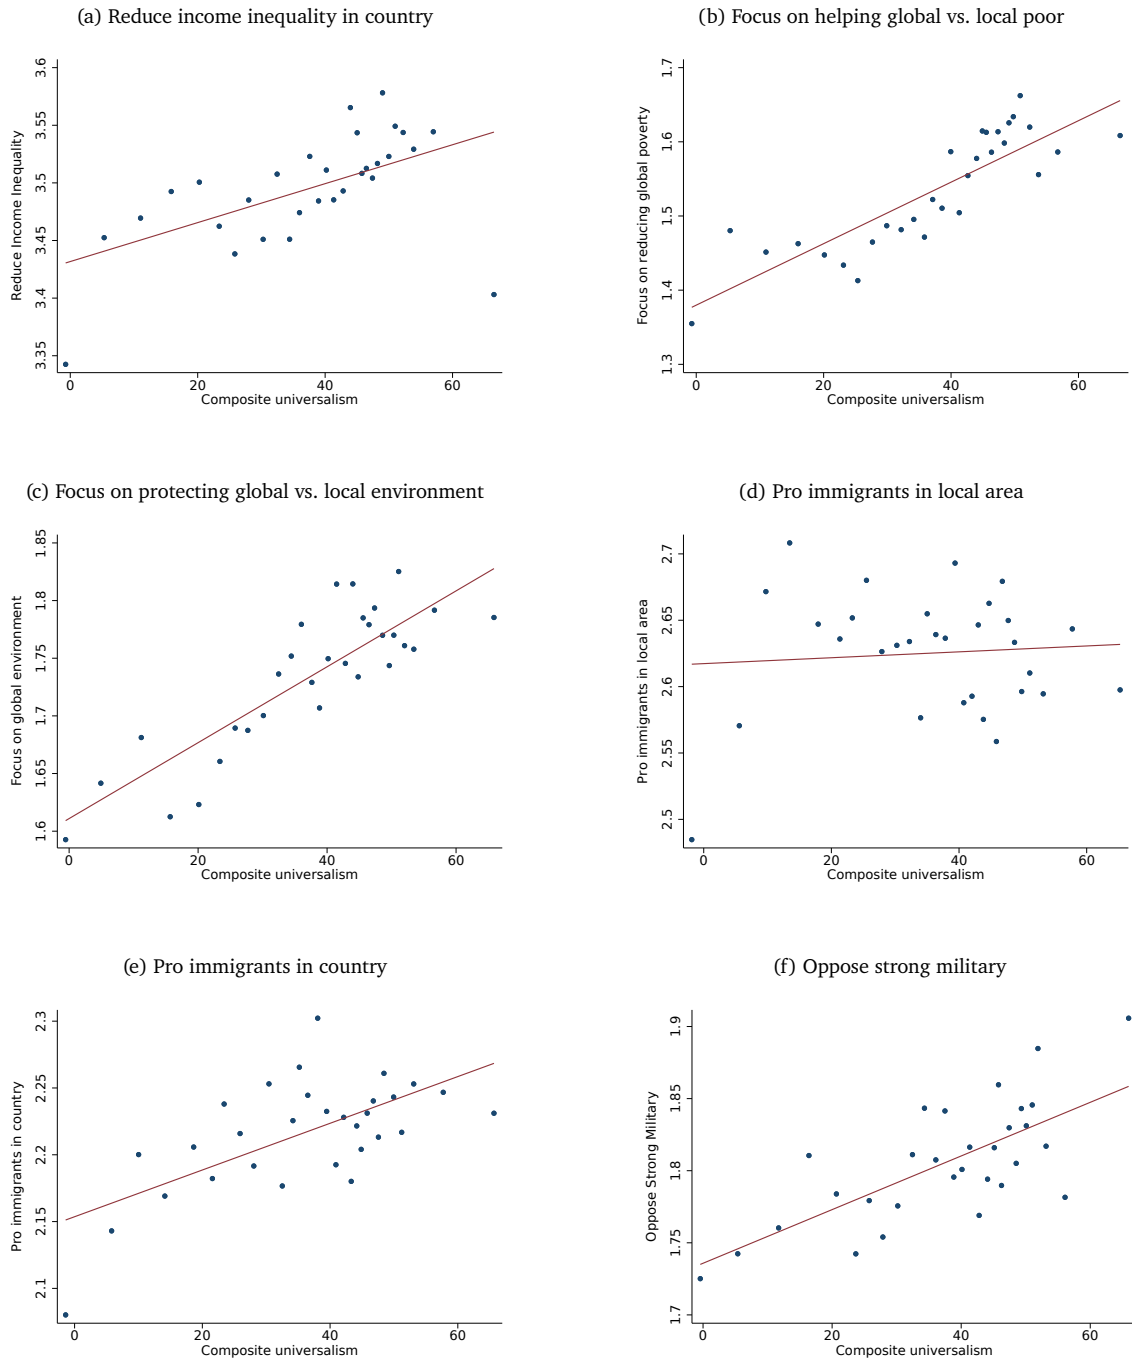 (a) Reduce income inequality in country
(b) Focus on helping global vs. local poor
3.6
3.55
3.5
3.45
3.4
3.35
Reduce Income Inequality
0 20 40 60
Composite universalism
1.7
1.6
1.5
1.4
1.3
Focus on reducing global poverty
0 20 40 60
Composite universalism
(c) Focus on protecting global vs. local environment
(d) Pro immigrants in local area
1.85
1.8
1.75
1.7
1.65
1.6
Focus on global environment
0 20 40 60
Composite universalism
2.7
2.65
2.6
2.55
2.5
Pro immigrants in local area
0 20 40 60
Composite universalism
(e) Pro immigrants in country
(f) Oppose strong military
2.3
2.25
2.2
2.15
2.1
Pro immigrants in country
0 20 40 60
Composite universalism
1.9
1.85
1.8
1.75
1.7
Oppose Strong Military
0 20 40 60
Composite universalism